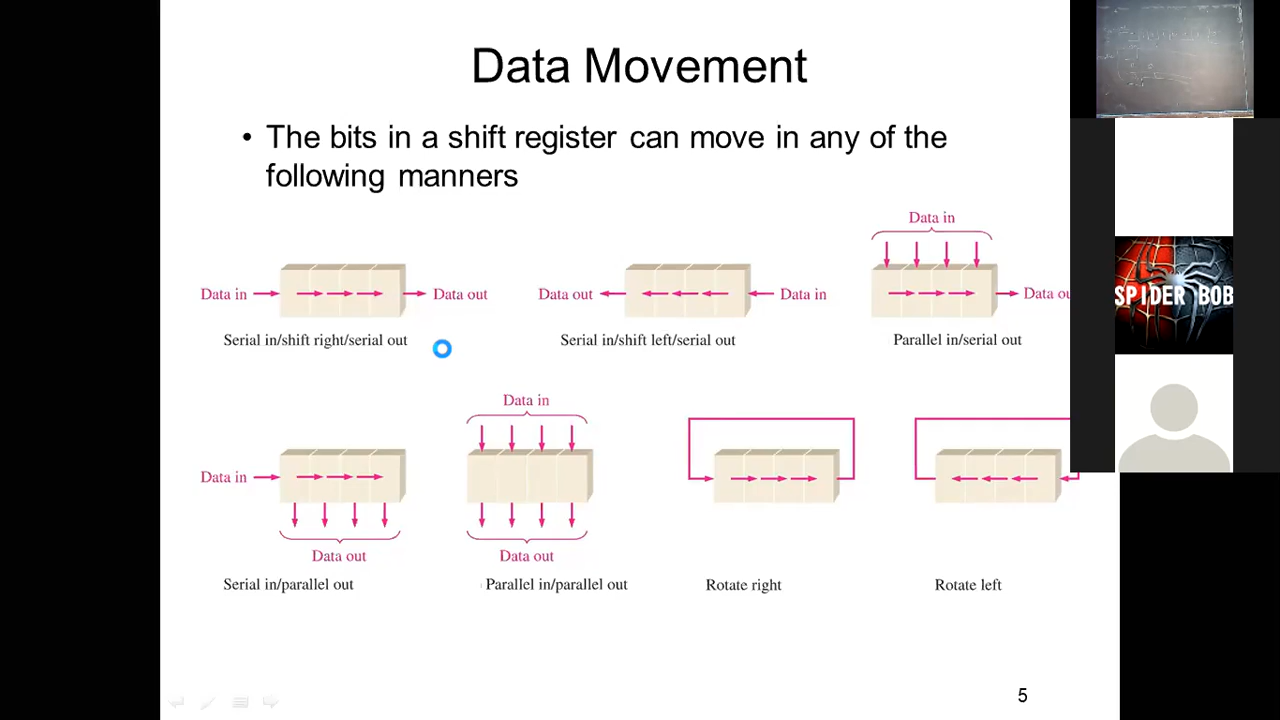 Data Movement
• The bits in a shift register can move in any of the
following manners
Data in
Data in
Data out
Data out
Data in
Data ou
Serial in/shift right/serial out
Serial in/shift left/serial out
Parallel in/serial out
Data in
Data in
Data out
Data out
Serial in/parallel out
Parallel in/parallel out
Rotate right
Rotate left
5
SPIDER BOB